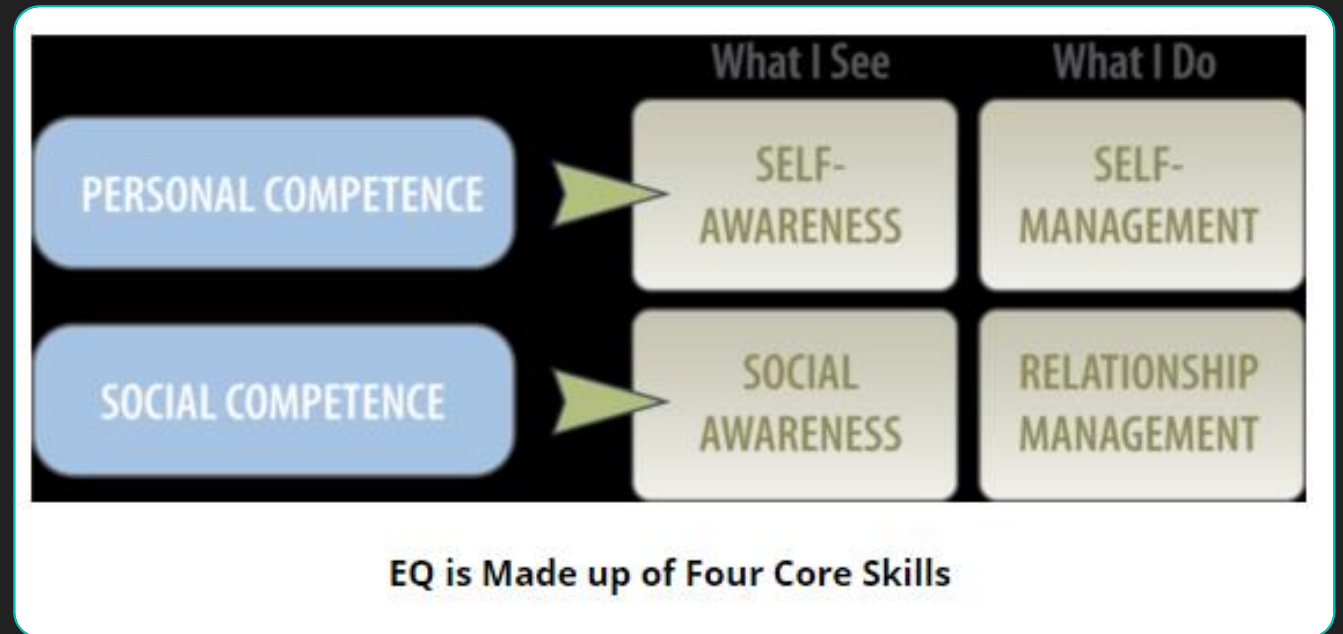 What I See What I Do
PERSONAL COMPETENCE
SELF-
AWARENESS
SELF-
MANAGEMENT
SOCIAL COMPETENCE
SOCIAL
AWARENESS
RELATIONSHIP
MANAGEMENT
EQ is Made up of Four Core Skills